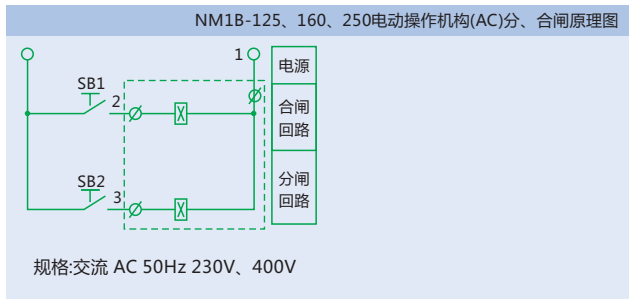 NM1B-125、160、250电动操作机构(AC)分、合闸原理图
1
电源
SB1
2
合闸
回路
SB2
3
分闸
回路
规格:交流 AC 50Hz 230V、400V